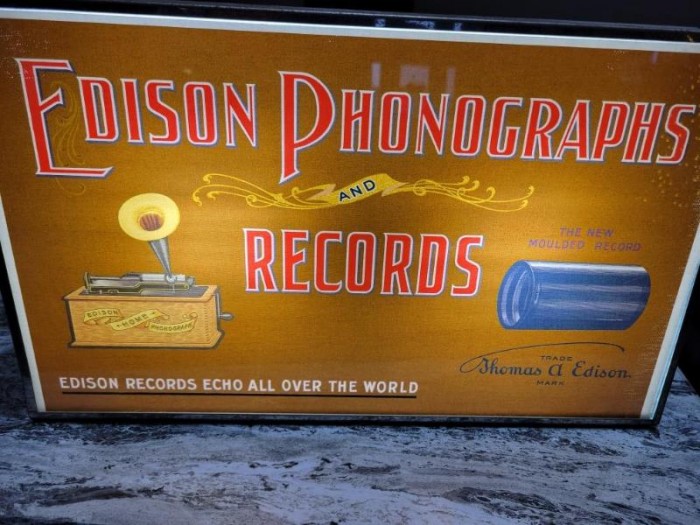 EDISON PHONOGRAPHS
AND
RECORDS
THE NEW
MOULDED RECORD
EDISON
HOME
PHONOGRAPH
TRADE
Thomas A Edison.
MARK
EDISON RECORDS ECHO ALL OVER THE WORLD